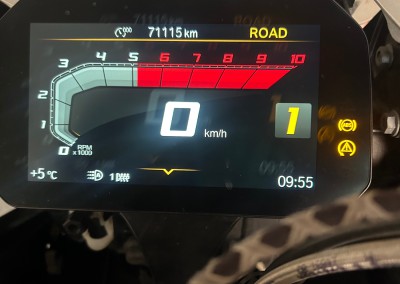 71115 km ROAD
3 4 5 6 7 8 9 10
2
1
0 RPM x1000
0 km/h
1
ABS
+5 °C 1 09:55